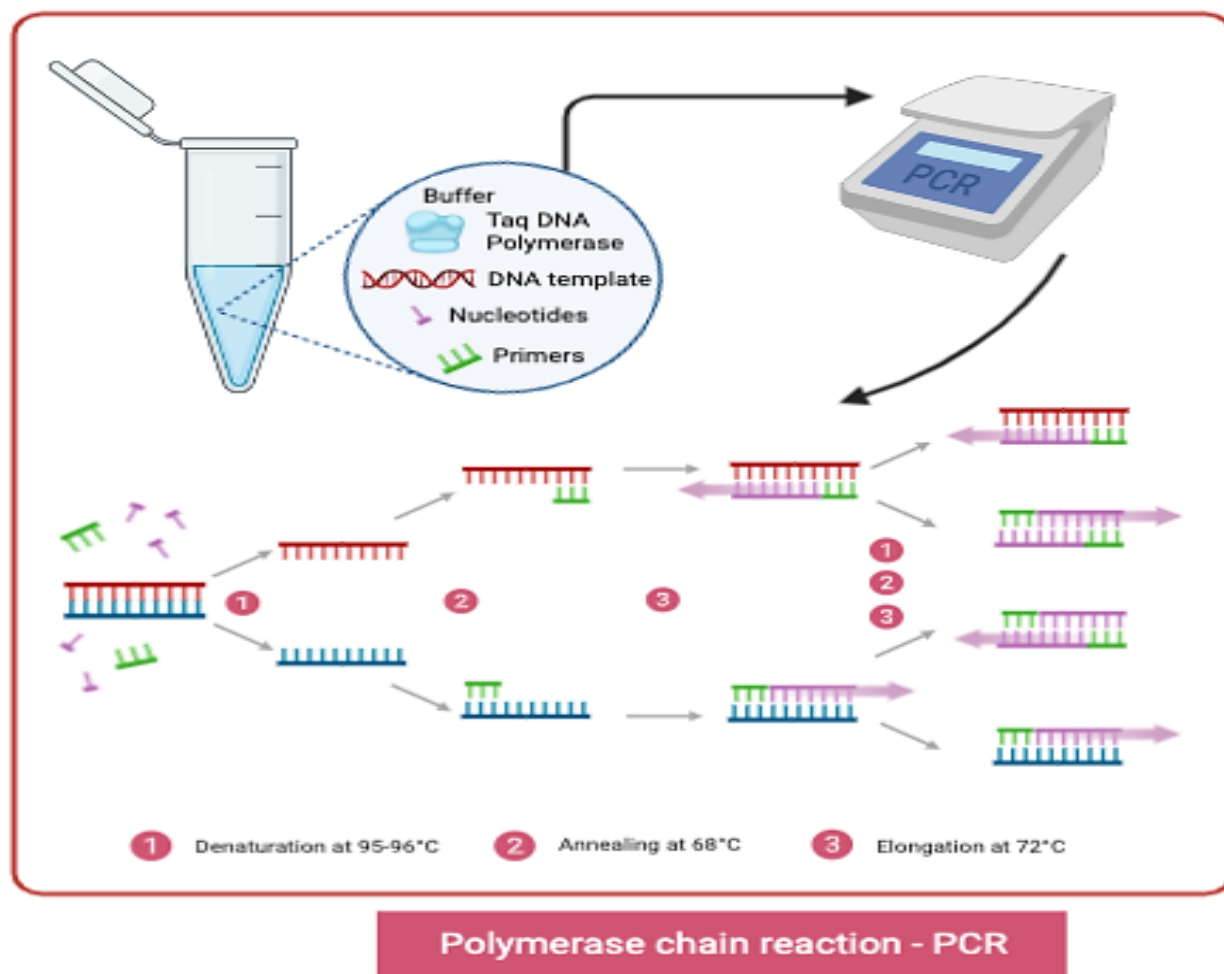 Buffer
Taq DNA
Polymerase
DNA template
Nucleotides
Primers
PCR
1
2
3
1
2
3
1 Denaturation at 95-96°C
2 Annealing at 68°C
3 Elongation at 72°C
Polymerase chain reaction - PCR